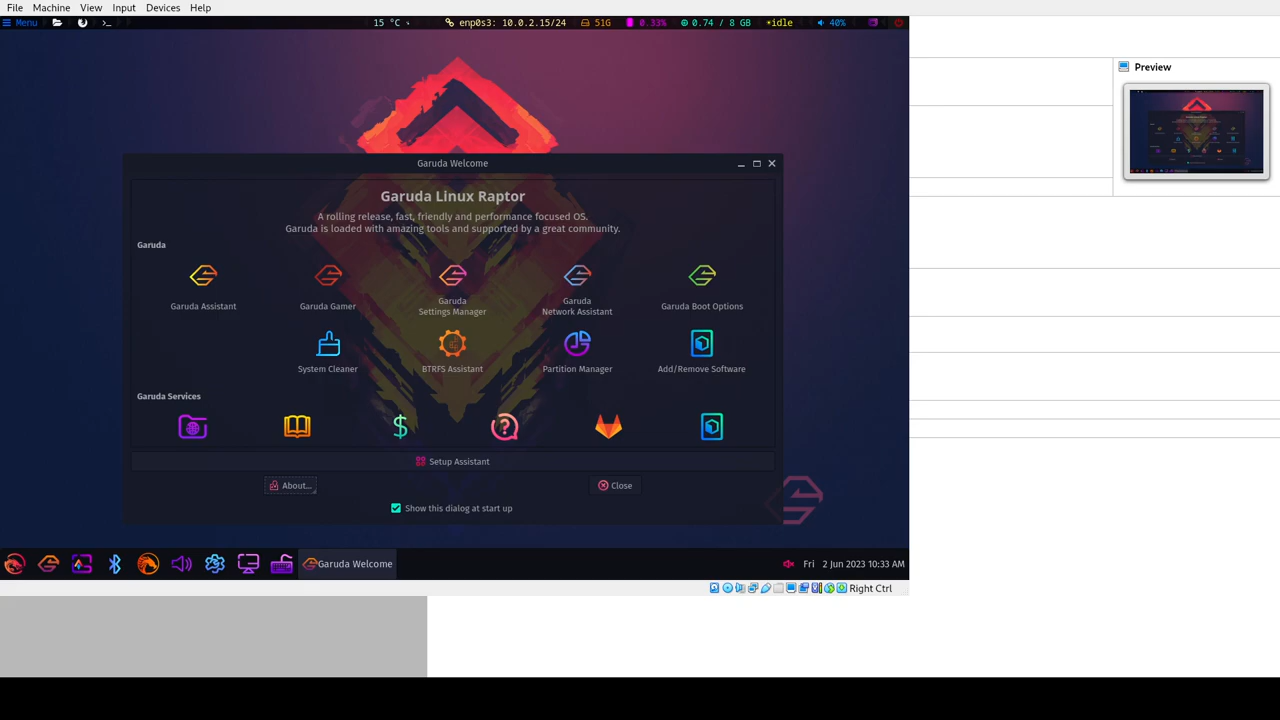 File Machine View Input Devices Help
Menu >_ 15 °C enp0s3: 10.0.2.15/24 51G 0.33% 0.74 / 8 GB idle 40%
Preview
Garuda Welcome
Garuda Linux Raptor
A rolling release, fast, friendly and performance focused OS.
Garuda is loaded with amazing tools and supported by a great community.
Garuda
Garuda Assistant
Garuda Gamer
Garuda
Settings Manager
Garuda
Network Assistant
Garuda Boot Options
System Cleaner
BTRFS Assistant
Partition Manager
Add/Remove Software
Garuda Services
Setup Assistant
About...
Close
Show this dialog at start up
Garuda Welcome
Fri 2 Jun 2023 10:33 AM
Right Ctrl